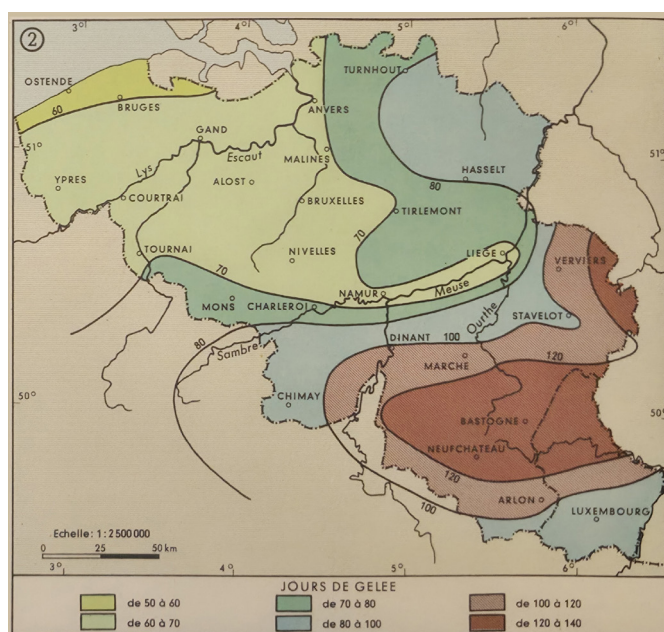 2
3° 4° 5° 6°
TURNHOUT
OSTENDE
60
BRUGES
ANVERS
GAND
51° 51°
Escaut
MALINES
Lys
HASSELT
YPRES
ALOST
80
COURTRAI
BRUXELLES
TIRLEMONT
70
TOURNAI
NIVELLES
LIEGE
VERVIERS
70
NAMUR
Meuse
MONS
CHARLEROI
Ourthe
STAVELOT
80
Sambre
DINANT
100
120
MARCHE
50°
CHIMAY
50°
BASTOGNE
NEUFCHATEAU
120
100
ARLON
LUXEMBOURG
Echelle: 1 : 2 500 000
0 25 50 km
3° 4° 5° 6°
JOURS DE GELEE
de 50 à 60 de 70 à 80 de 100 à 120
de 60 à 70 de 80 à 100 de 120 à 140